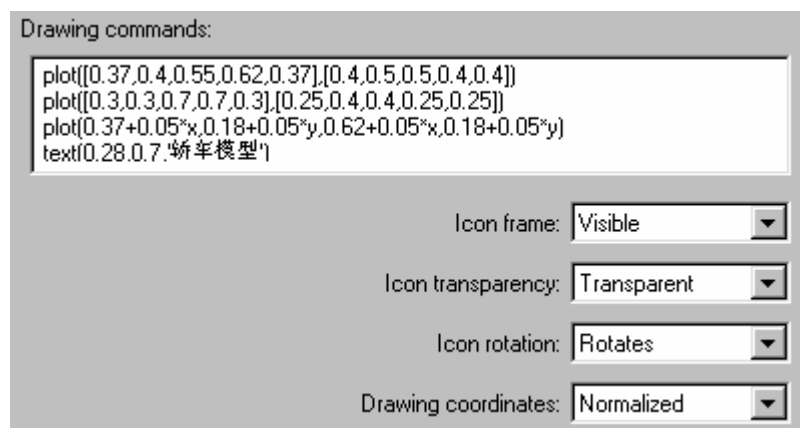 Drawing commands:
plot([0.37,0.4,0.55,0.62,0.37],[0.4,0.5,0.5,0.4,0.4])
plot([0.3,0.3,0.7,0.7,0.3],[0.25,0.4,0.4,0.25,0.25])
plot(0.37+0.05*x,0.18+0.05*y,0.62+0.05*x,0.18+0.05*y)
text(0.28,0.7,'轿车模型')
Icon frame: Visible
Icon transparency: Transparent
Icon rotation: Rotates
Drawing coordinates: Normalized